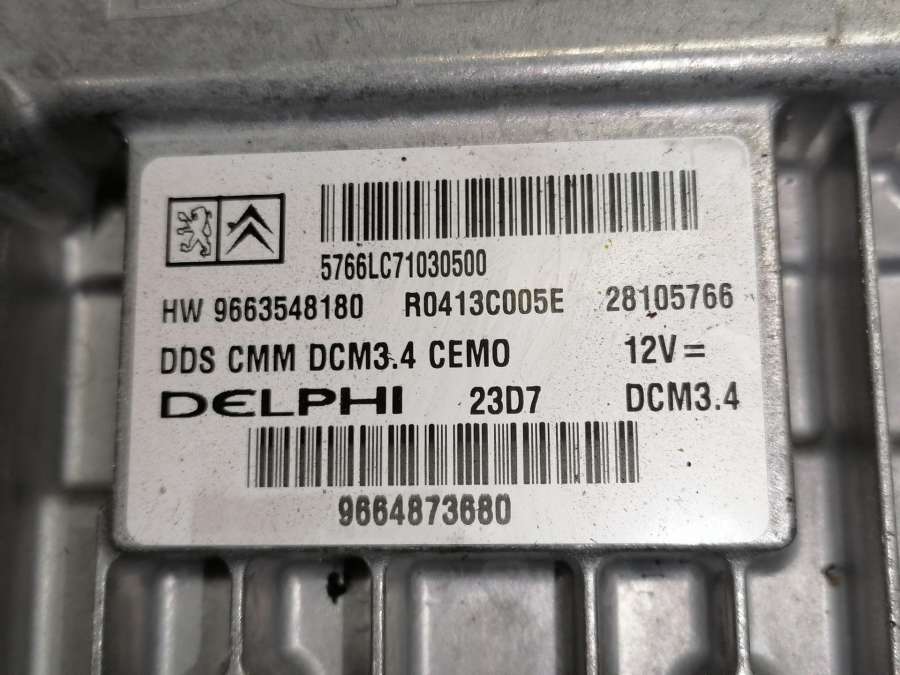 5766LC71030500
HW 9663548180 R0413C005E 28105766
DDS CMM DCM3.4 CEMO 12V=
DELPHI 23D7 DCM3.4
9664873680